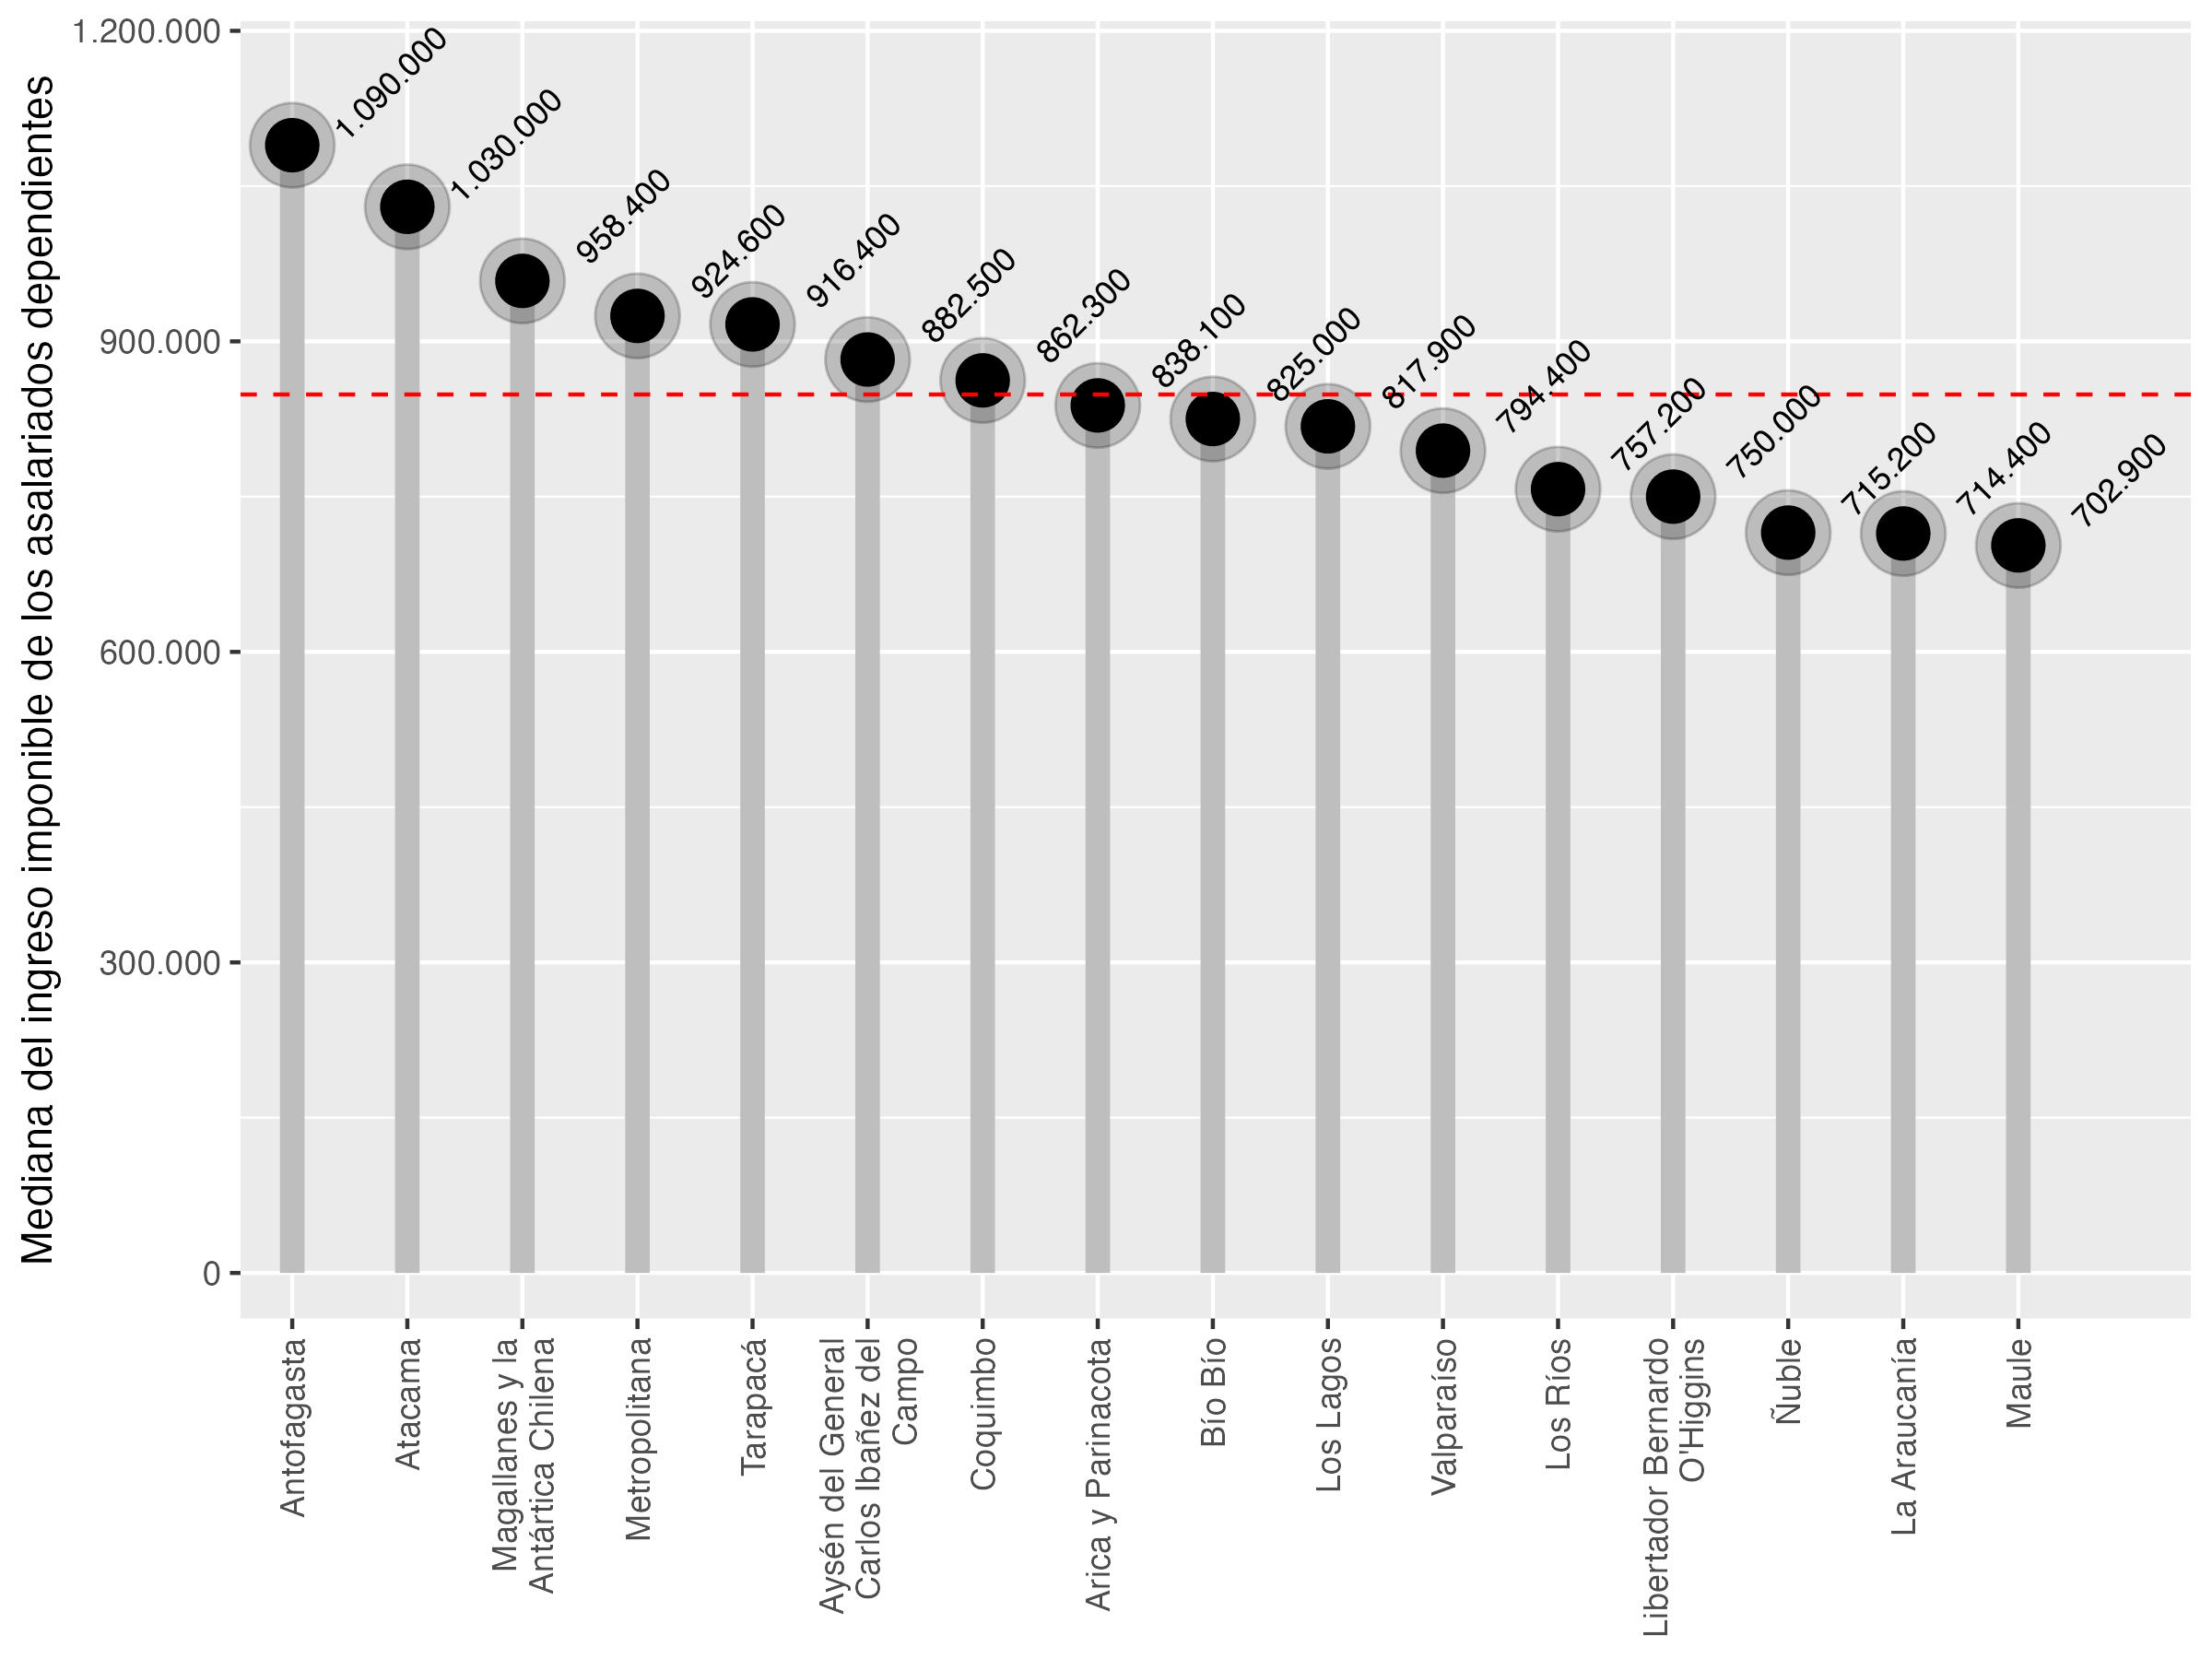 Mediana del ingreso imponible de los asalariados dependientes
1.200.000
900.000
600.000
300.000
0
1.090.000
1.030.000
958.400
924.600
916.400
882.500
862.300
838.100
825.000
817.900
794.400
757.200
750.000
715.200
714.400
702.900
Antofagasta
Atacama
Magallanes y la
Antártica Chilena
Metropolitana
Tarapacá
Aysén del General
Carlos Ibañez del
Campo
Coquimbo
Arica y Parinacota
Bío Bío
Los Lagos
Valparaíso
Los Ríos
Libertador Bernardo
O'Higgins
Ñuble
La Araucanía
Maule